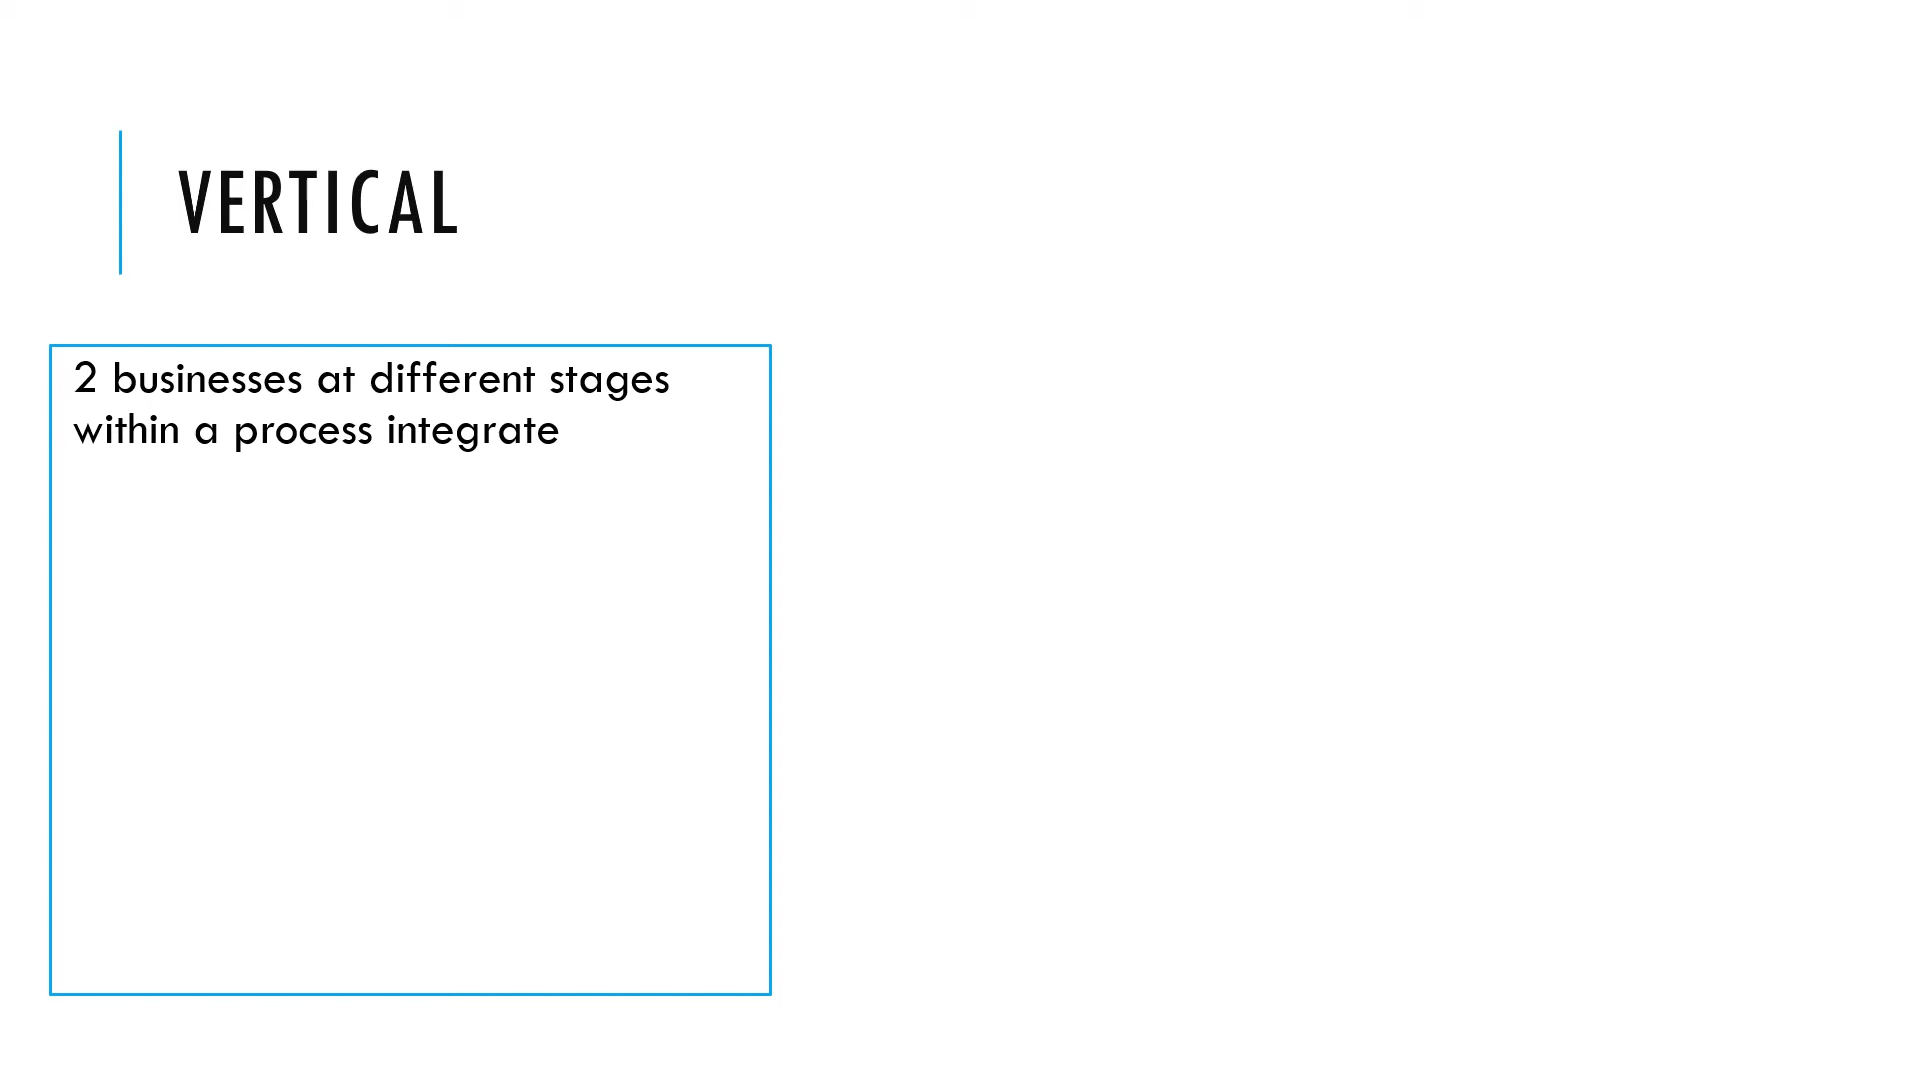 VERTICAL
2 businesses at different stages
within a process integrate